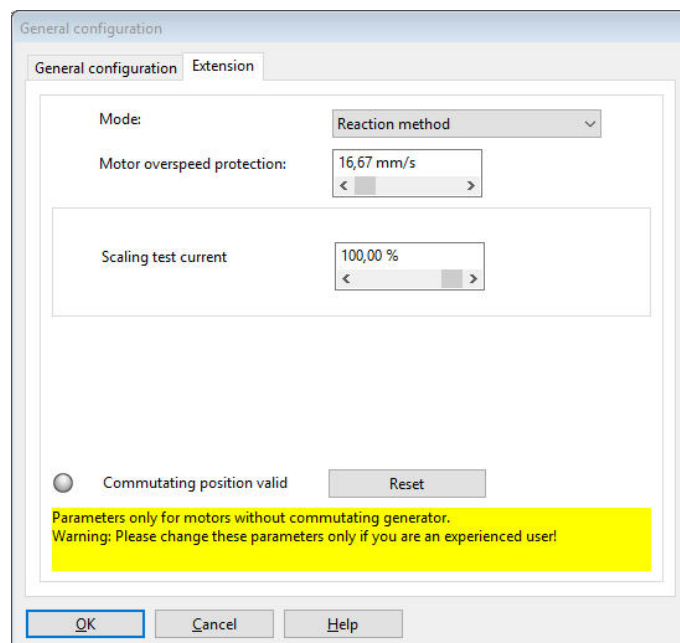 General configuration
General configuration Extension
Mode: Reaction method
Motor overspeed protection: 16,67 mm/s
Scaling test current 100,00 %
Commutating position valid Reset
Parameters only for motors without commutating generator.
Warning: Please change these parameters only if you are an experienced user!
OK Cancel Help